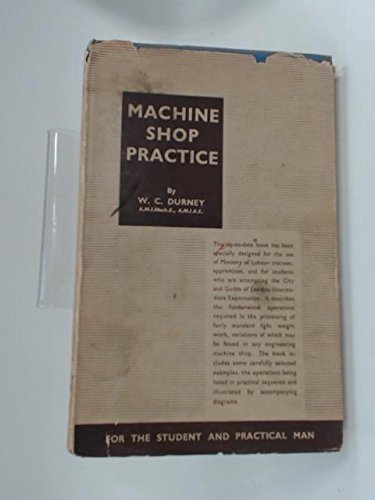 MACHINE
SHOP
PRACTICE
By
W. C. DURNEY
A.M.I.Mech.E., A.M.I.A.E.
This up-to-date book has been
specially designed for the use
of Ministry of Labour trainees,
apprentices, and for students
who are attempting the City
and Guilds of London Interme-
diate Examination. It describes
the fundamental operations
required in the processing of
fairly standard light weight
work, variations of which may
be found in any engineering
machine shop. The book in-
cludes some carefully selected
examples, the operations being
listed in practical sequence and
illustrated by accompanying
diagrams.
FOR THE STUDENT AND PRACTICAL MAN